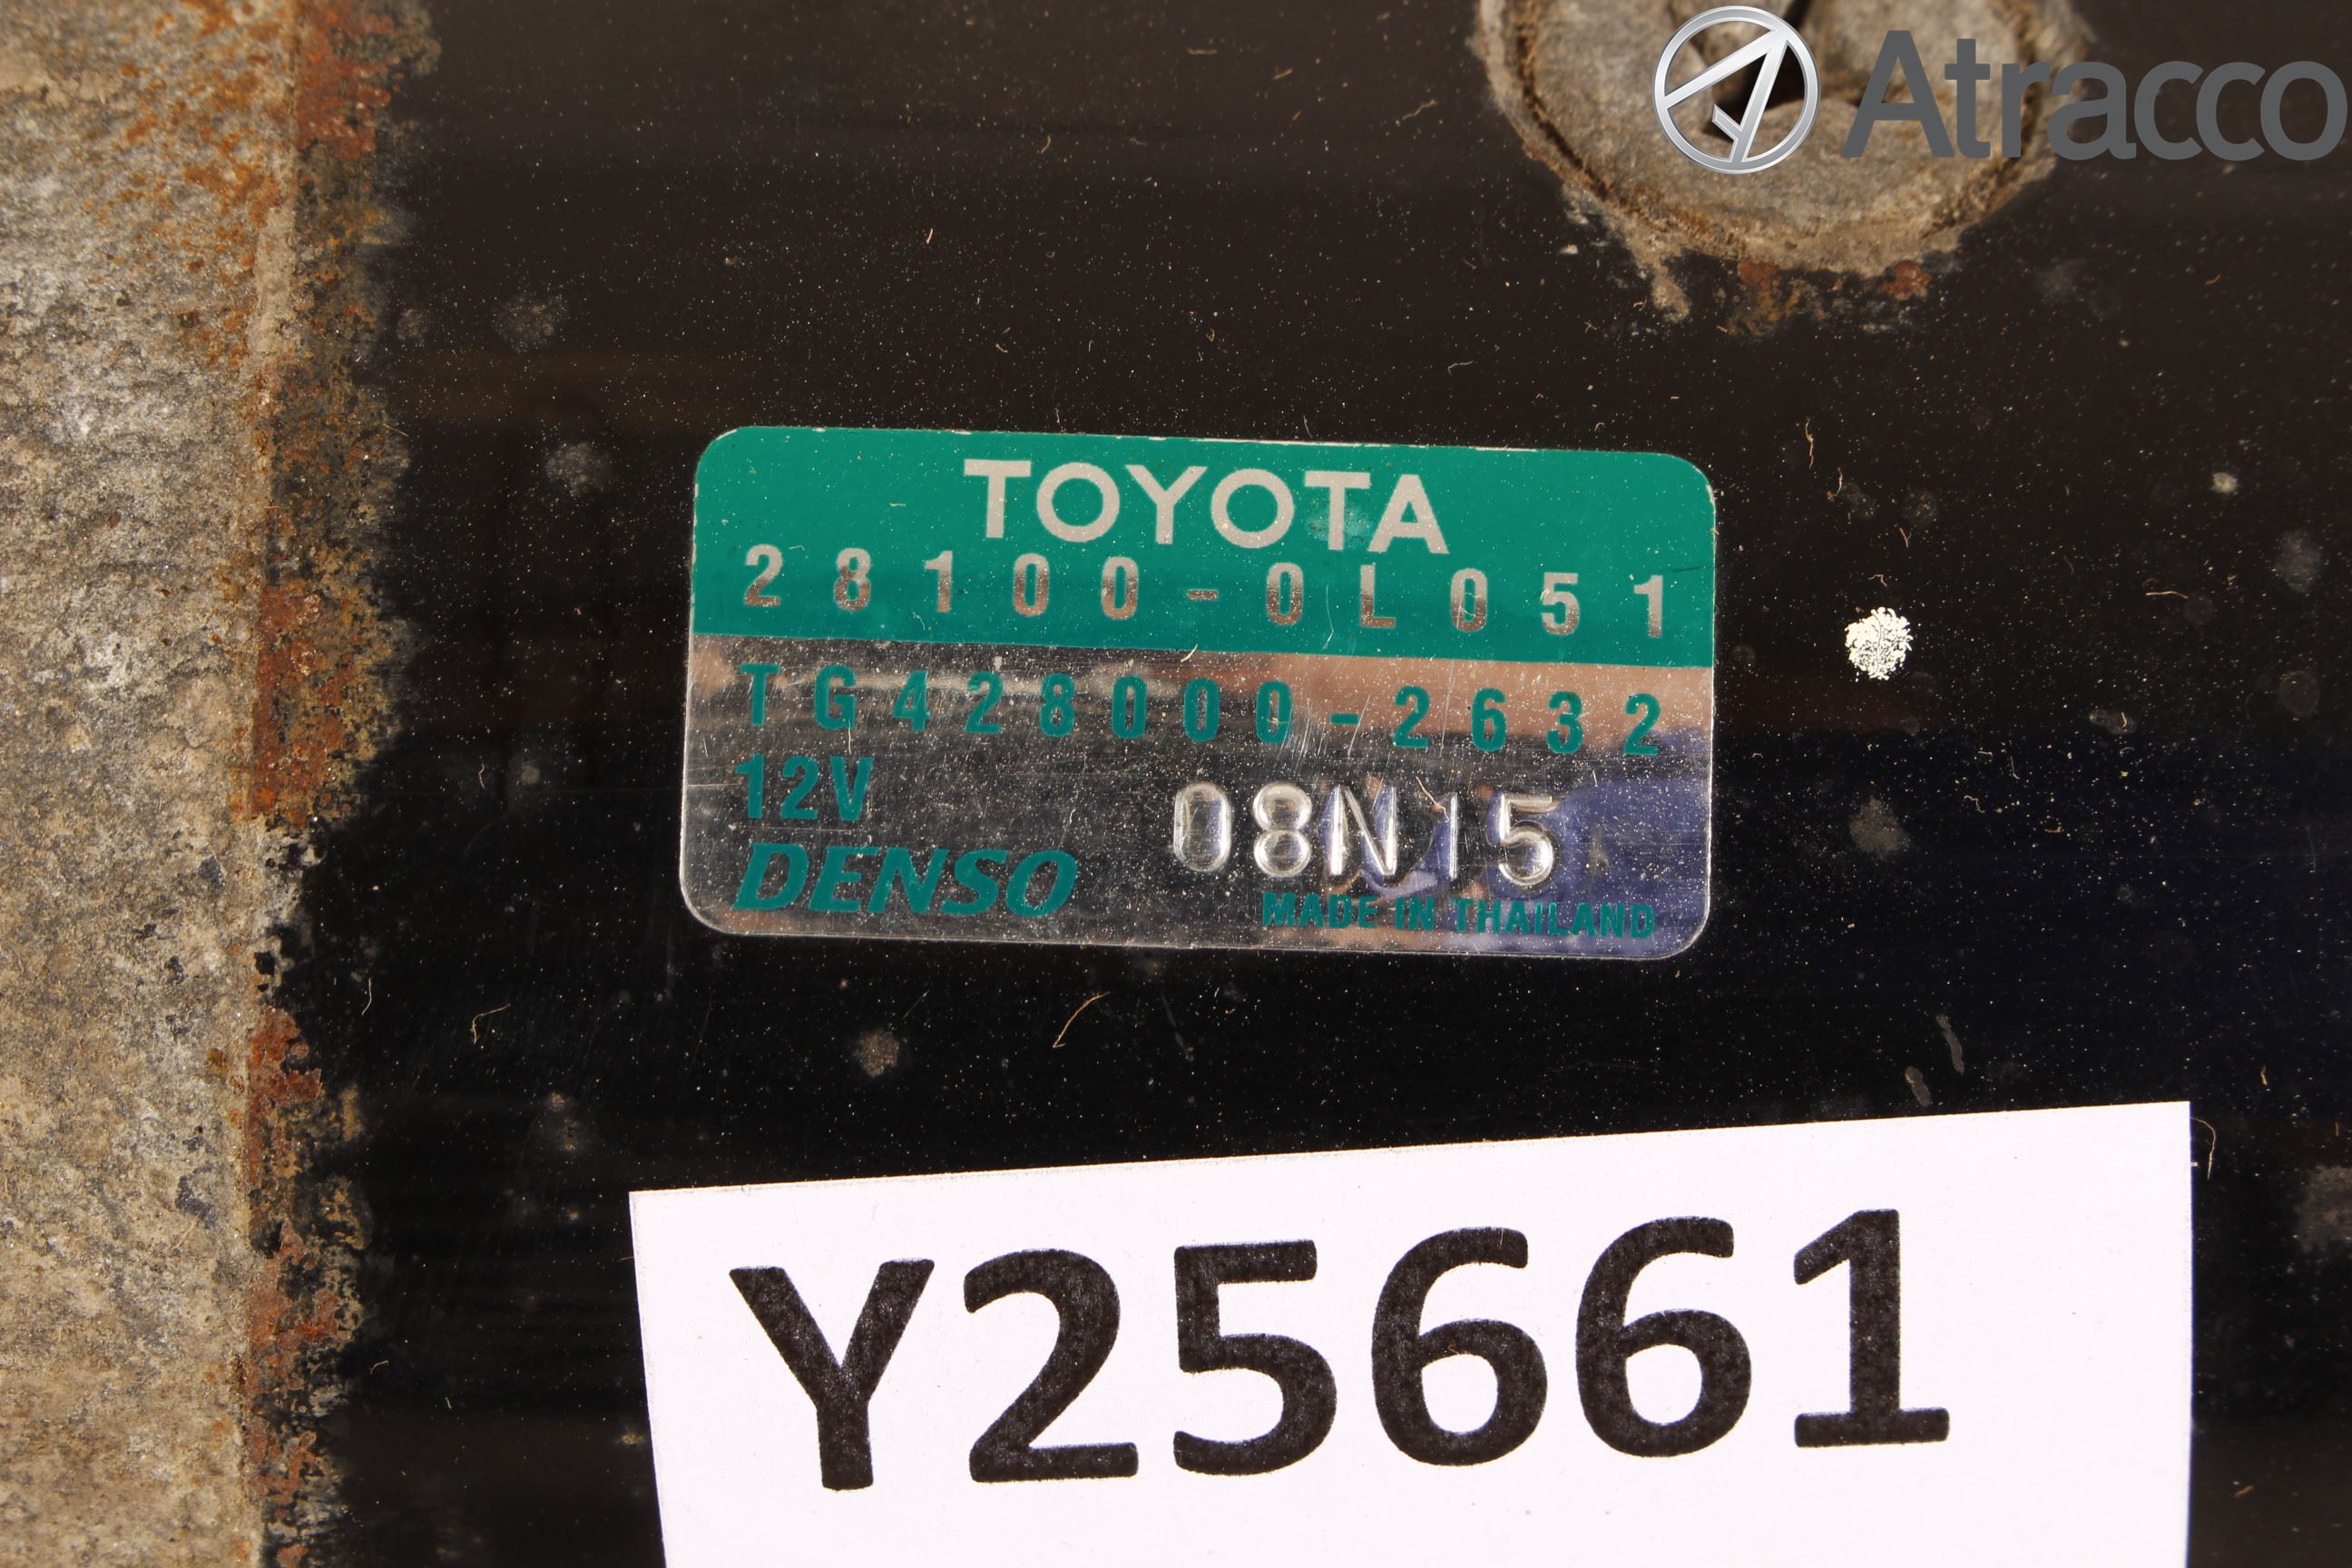 Atracco
TOYOTA
28100-0L051
TG428000-2632
12V
08N15
DENSO
MADE IN THAILAND
Y25661